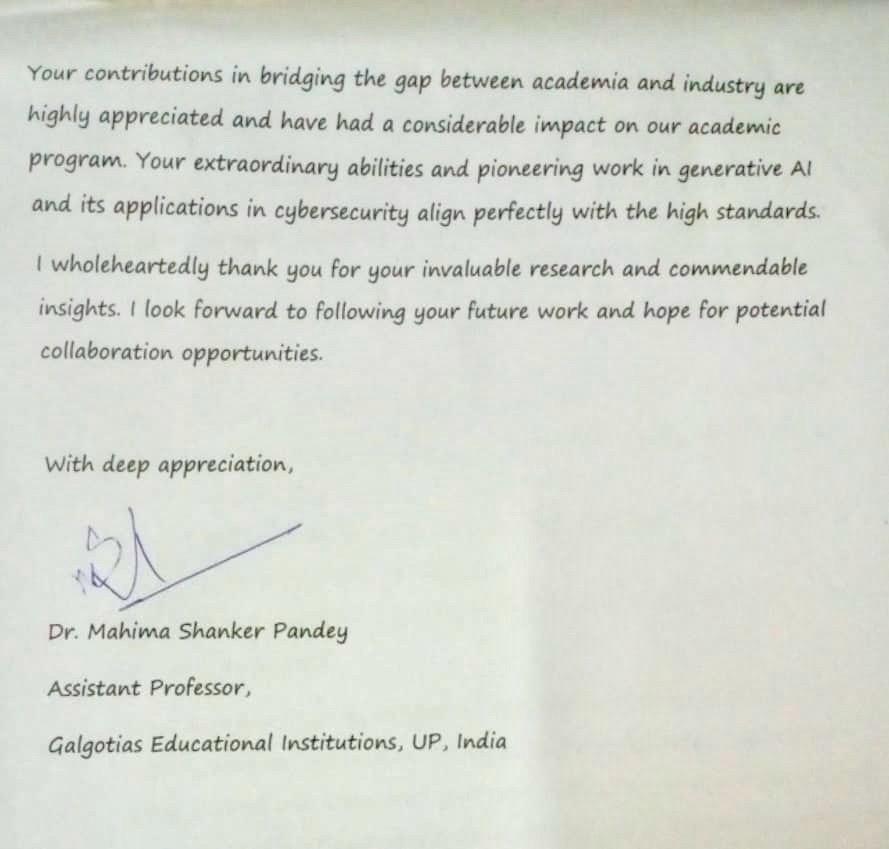 Your contributions in bridging the gap between academia and industry are
highly appreciated and have had a considerable impact on our academic
program. Your extraordinary abilities and pioneering work in generative AI
and its applications in cybersecurity align perfectly with the high standards.
I wholeheartedly thank you for your invaluable research and commendable
insights. I look forward to following your future work and hope for potential
collaboration opportunities.
With deep appreciation,
Dr. Mahima Shanker Pandey
Assistant Professor,
Galgotias Educational Institutions, UP, India